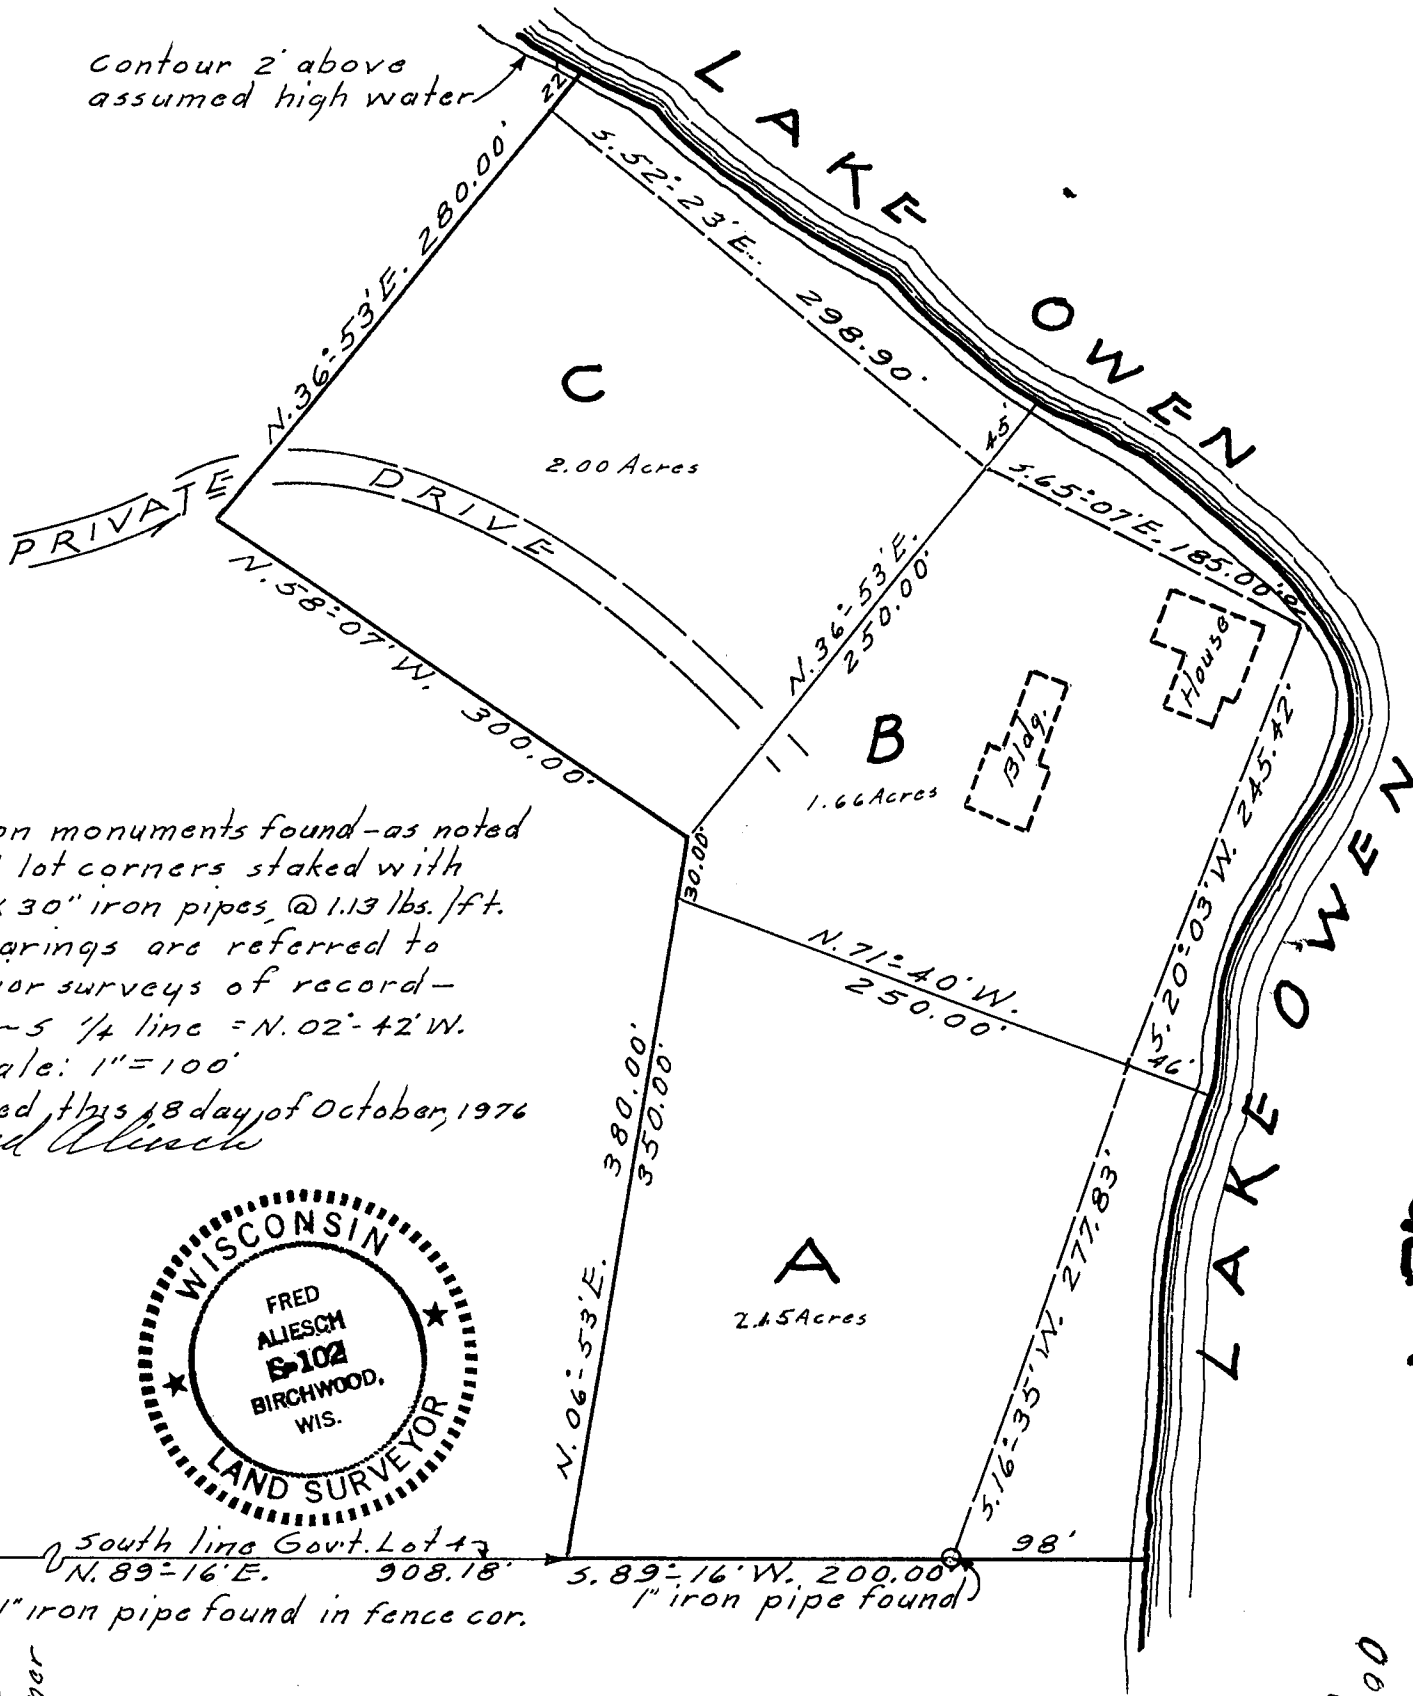 Contour 2' above
assumed high water
LAKE OWEN
22'
S.52°-23'E. 298.90'
N.36°-53'E. 280.00'
C
2.00 Acres
PRIVATE DRIVE
45'
S.65°-07'E. 185.00'
N.36°-53'E.
250.00'
N.58°-07'W. 300.00'
House
Bldg.
B
1.66 Acres
S.20°-03'W. 245.42'
30.00'
N.71°-40'W.
250.00'
46'
LAKE OWEN
on monuments found-as noted
lot corners staked with
30" iron pipes, @ 1.13 lbs./ft.
arings are referred to
or surveys of record-
-S 1/4 line = N.02°-42'W.
ale: 1"=100'
ed this 18 day of October, 1976
Aliesch
380.00'
350.00'
N.06°-53'E.
A
2.15 Acres
S.16°-35'W. 277.83'
WISCONSIN
FRED
ALIESCH
S-102
BIRCHWOOD,
WIS.
LAND SURVEYOR
South line Gov't. Lot 4
N.89°-16'E. 908.18'
S.89°-16'W. 200.00'
98'
1" iron pipe found in fence cor.
1" iron pipe found